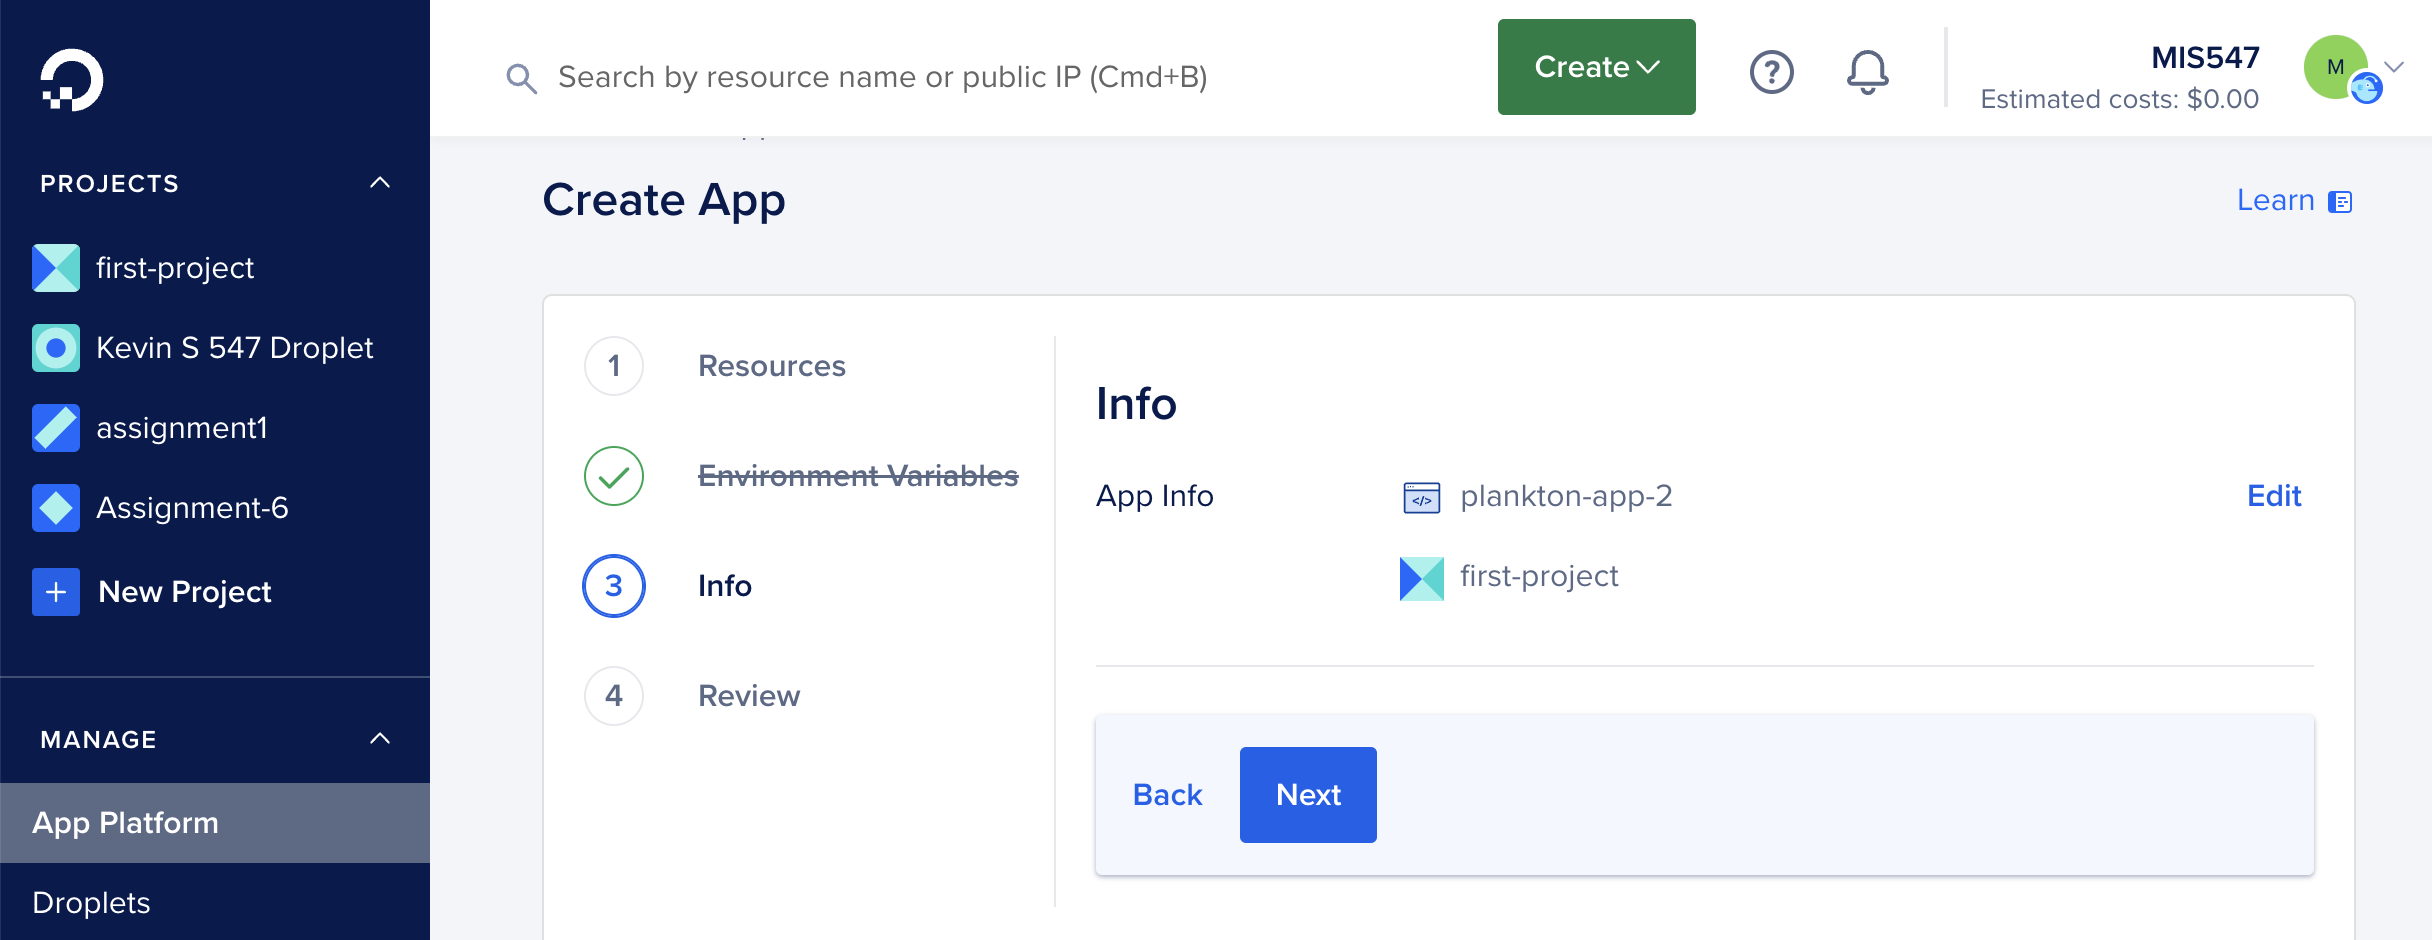 Search by resource name or public IP (Cmd+B)
Create
MIS547
Estimated costs: $0.00
M
PROJECTS
first-project
Kevin S 547 Droplet
assignment1
Assignment-6
New Project
MANAGE
App Platform
Droplets
Create App
Learn
1 Resources
Environment Variables
3 Info
4 Review
Info
App Info
plankton-app-2
Edit
first-project
Back
Next